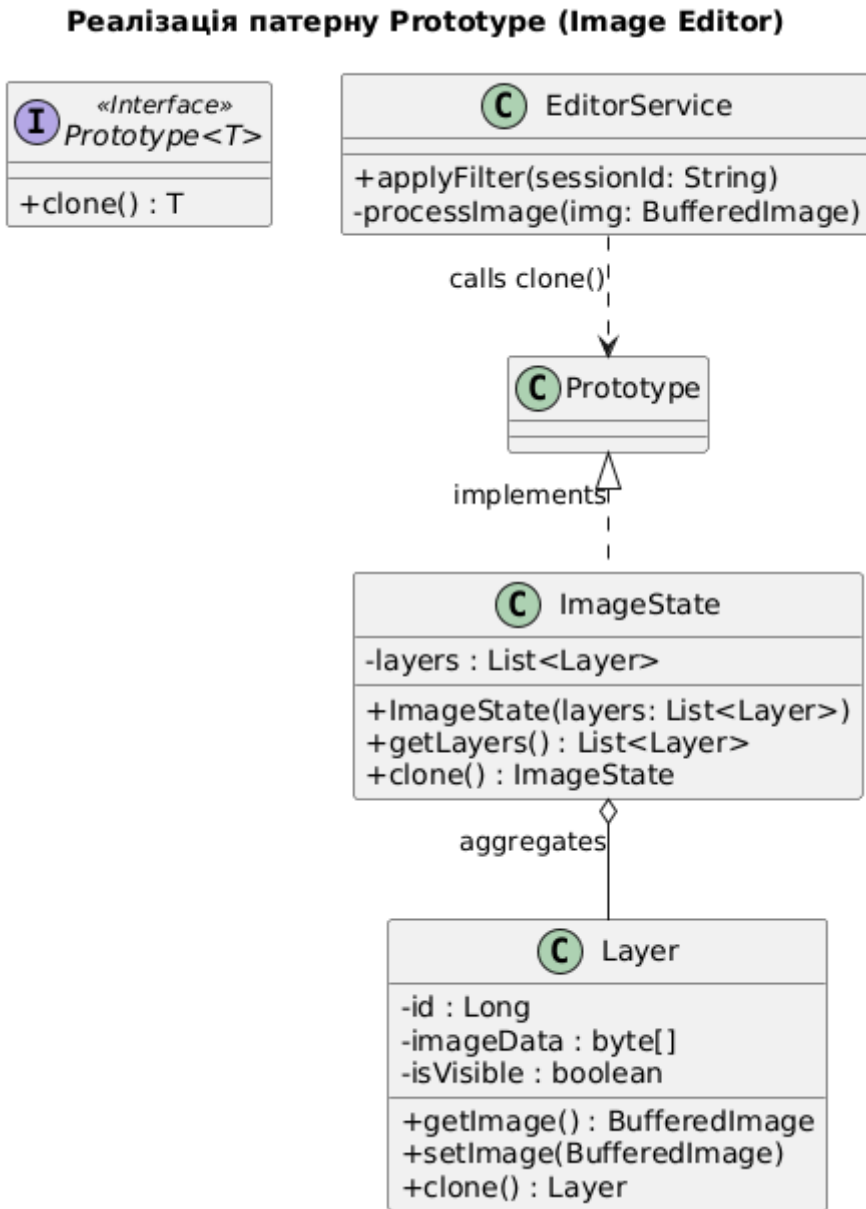 Реалізація патерну Prototype (Image Editor)
I
«Interface»
Prototype<T>
+clone() : T
C EditorService
+applyFilter(sessionId: String)
-processImage(img: BufferedImage)
calls clone()
C Prototype
implements
C ImageState
-layers : List<Layer>
+ImageState(layers: List<Layer>)
+getLayers() : List<Layer>
+clone() : ImageState
aggregates
C Layer
-id : Long
-imageData : byte[]
-isVisible : boolean
+getImage() : BufferedImage
+setImage(BufferedImage)
+clone() : Layer